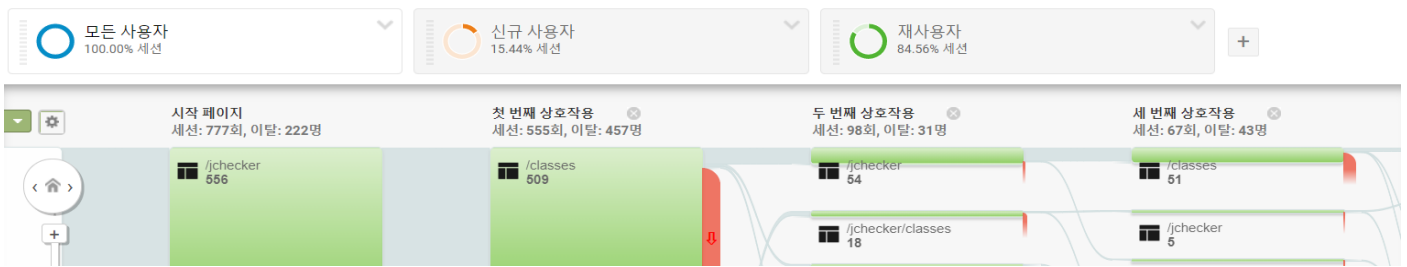 모든 사용자
100.00% 세션
신규 사용자
15.44% 세션
재사용자
84.56% 세션
+
시작 페이지
세션: 777회, 이탈: 222명
첫 번째 상호작용
세션: 555회, 이탈: 457명
두 번째 상호작용
세션: 98회, 이탈: 31명
세 번째 상호작용
세션: 67회, 이탈: 43명
/jchecker
556
/classes
509
/jchecker
54
/classes
51
/jchecker/classes
18
/jchecker
5
+